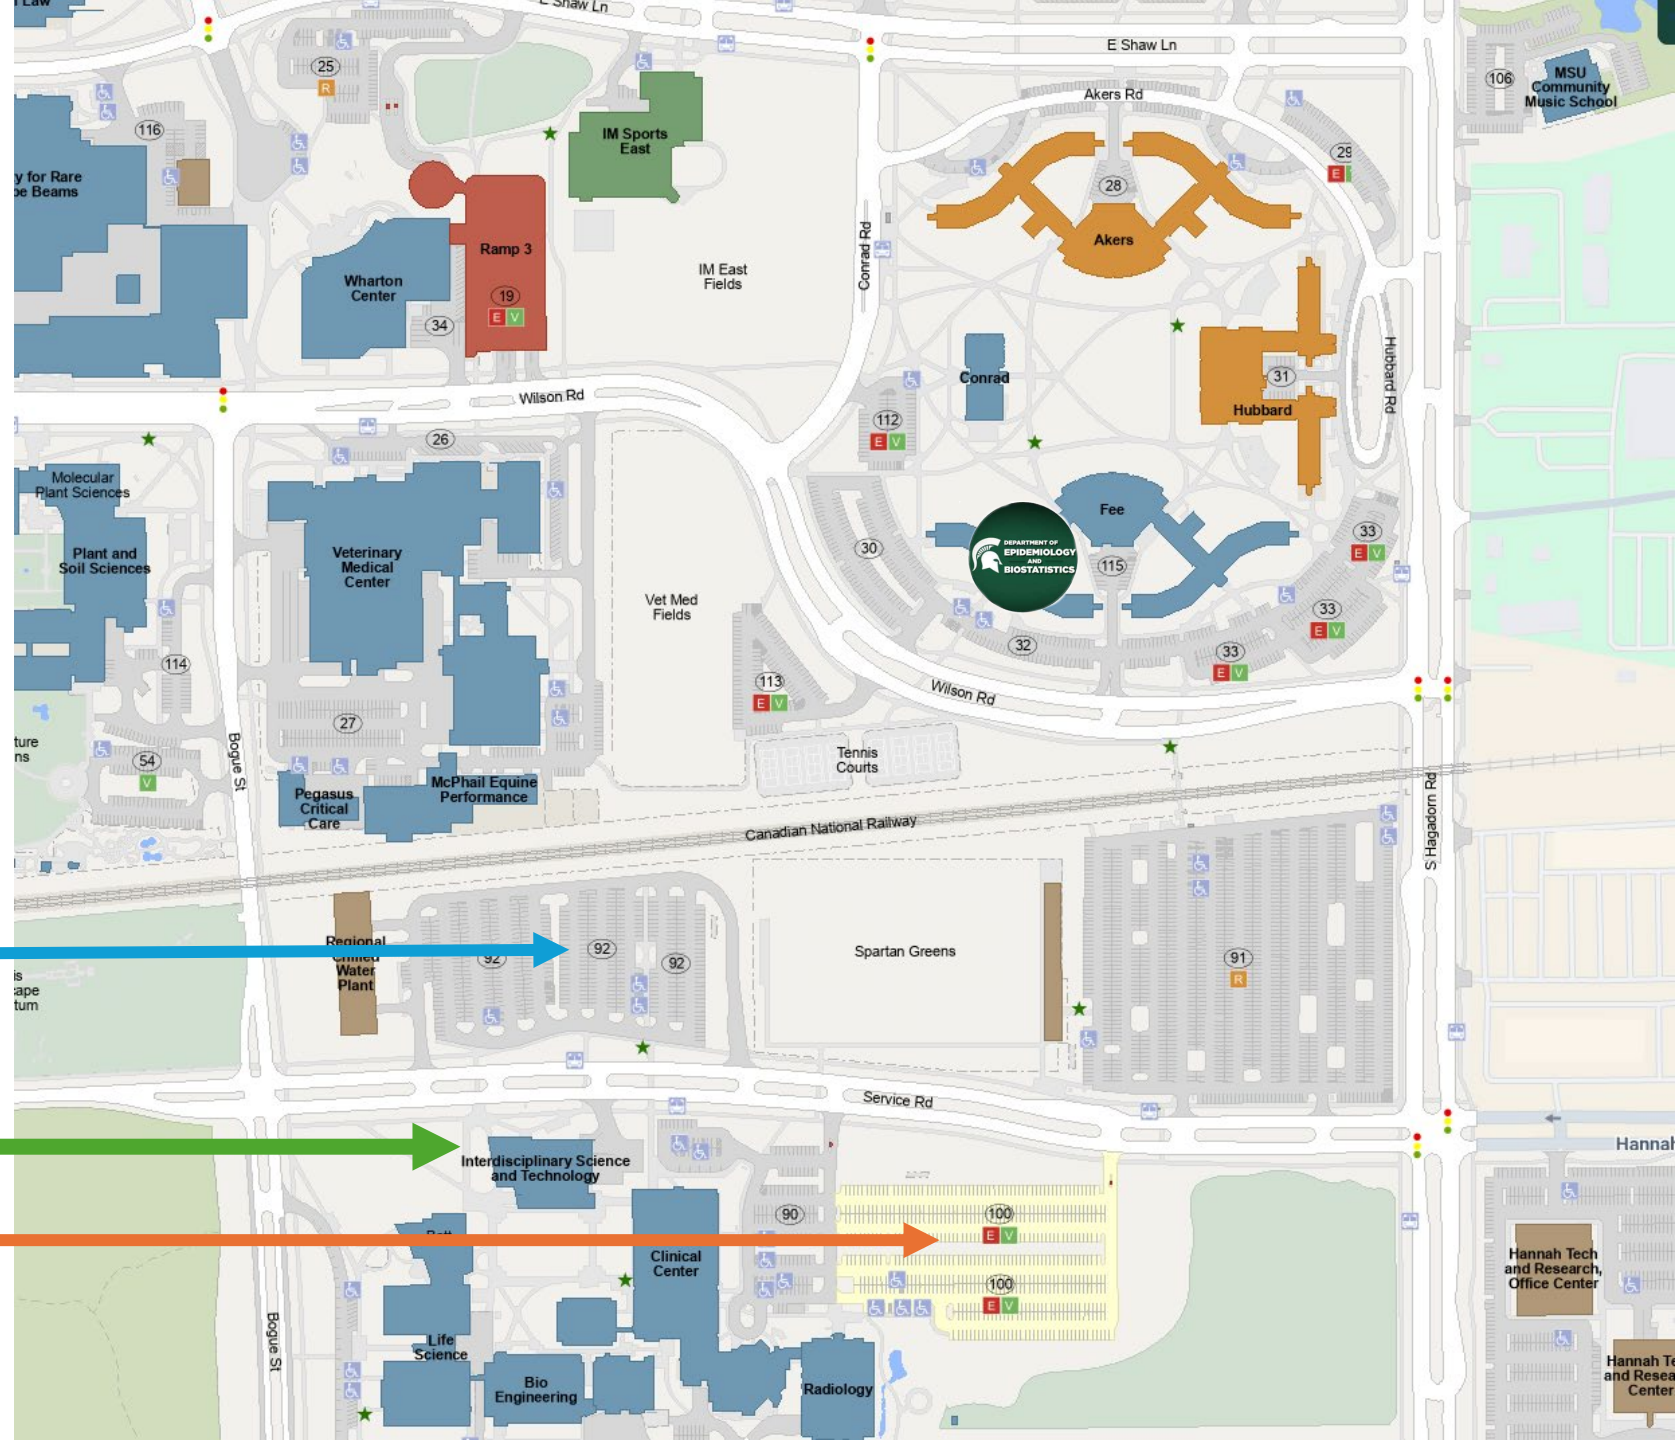 Law
E Shaw Ln
E Shaw Ln
25
R
116
y for Rare
pe Beams
IM Sports
East
Ramp 3
19
E V
Wharton
Center
34
IM East
Fields
Conrad Rd
Akers Rd
28
Akers
29
E
106
MSU
Community
Music School
Wilson Rd
Conrad
31
Hubbard
Hubbard Rd
112
E V
26
Molecular
Plant Sciences
Plant and
Soil Sciences
Veterinary
Medical
Center
30
Fee
DEPARTMENT OF
EPIDEMIOLOGY
AND
BIOSTATISTICS
115
33
E V
33
E V
33
E V
32
Vet Med
Fields
113
E V
114
27
Wilson Rd
ture
ns
54
V
Bogue St
Pegasus
Critical
Care
McPhail Equine
Performance
Tennis
Courts
Canadian National Railway
S Hagadorn Rd
Regional
Chilled
Water
Plant
92
92
92
Spartan Greens
91
R
is
cape
tum
Service Rd
Hannah
Interdisciplinary Science
and Technology
90
100
E V
100
E V
Clinical
Center
Hannah Tech
and Research,
Office Center
Bogue St
Life
Science
Bio
Engineering
Radiology
Hannah Te
and Resea
Center